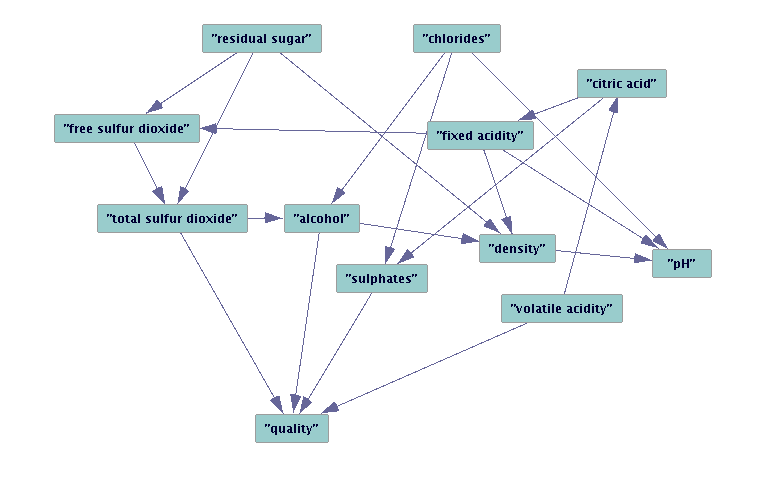 "residual sugar"
"chlorides"
"citric acid"
"free sulfur dioxide"
"fixed acidity"
"total sulfur dioxide"
"alcohol"
"density"
"pH"
"sulphates"
"volatile acidity"
"quality"